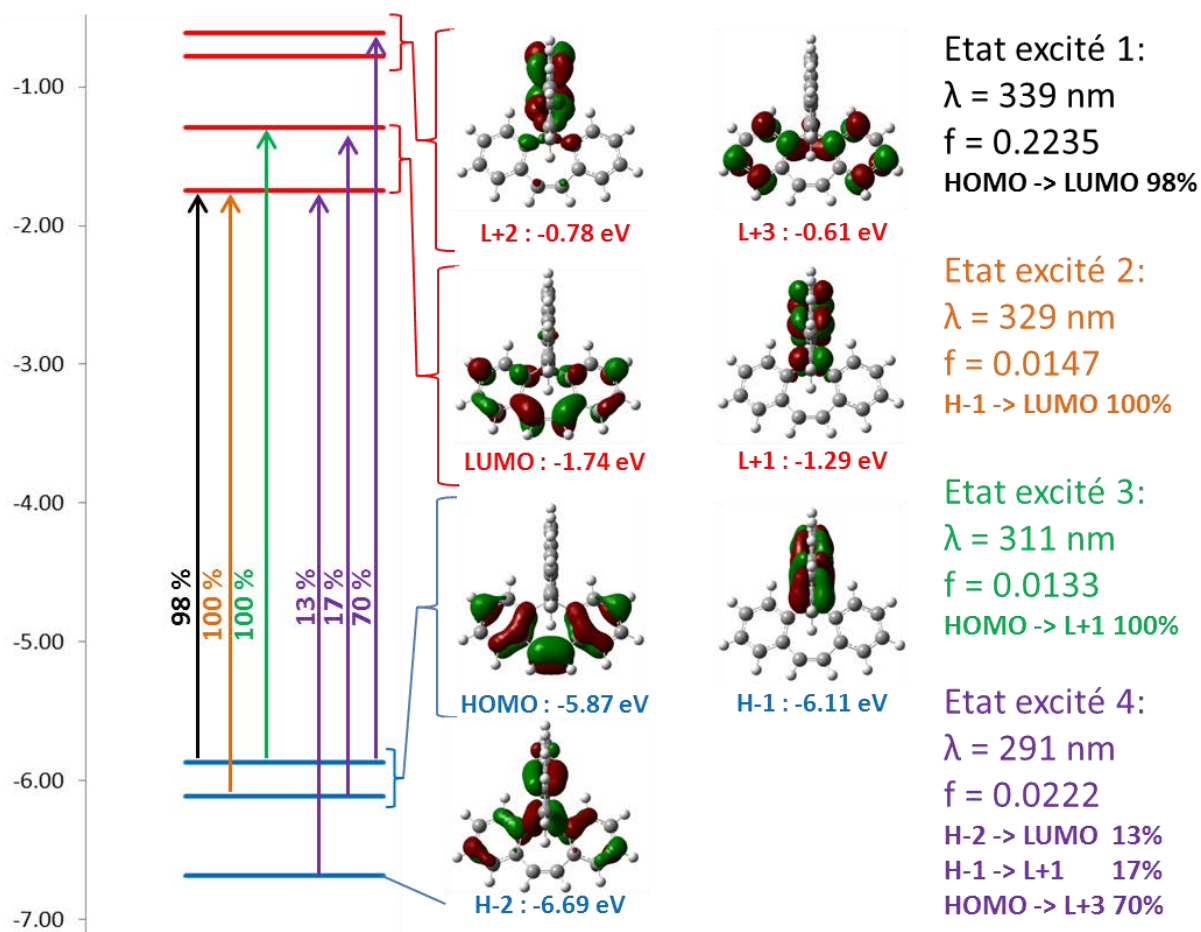 -1.00
-2.00
-3.00
-4.00
-5.00
-6.00
-7.00
98 %
100 %
100 %
13 %
17 %
70 %
L+2 : -0.78 eV
L+3 : -0.61 eV
LUMO : -1.74 eV
L+1 : -1.29 eV
HOMO : -5.87 eV
H-1 : -6.11 eV
H-2 : -6.69 eV
Etat excité 1:
λ = 339 nm
f = 0.2235
HOMO -> LUMO 98%
Etat excité 2:
λ = 329 nm
f = 0.0147
H-1 -> LUMO 100%
Etat excité 3:
λ = 311 nm
f = 0.0133
HOMO -> L+1 100%
Etat excité 4:
λ = 291 nm
f = 0.0222
H-2 -> LUMO 13%
H-1 -> L+1 17%
HOMO -> L+3 70%